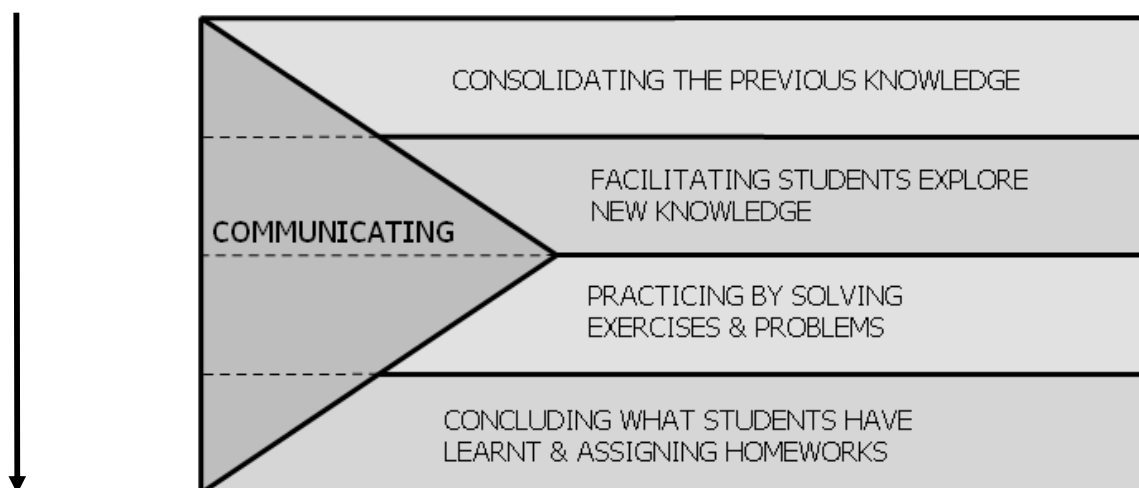 CONSOLIDATING THE PREVIOUS KNOWLEDGE
FACILITATING STUDENTS EXPLORE
NEW KNOWLEDGE
COMMUNICATING
PRACTICING BY SOLVING
EXERCISES & PROBLEMS
CONCLUDING WHAT STUDENTS HAVE
LEARNT & ASSIGNING HOMEWORKS